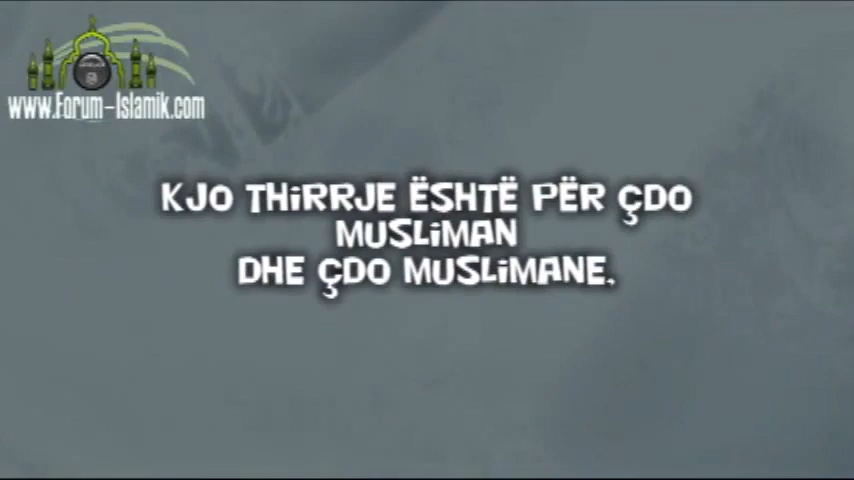 www.Forum-Islamik.com
KJO THiRRJE ËSHTË PËR ÇDO
MUSLiMAN
DHE ÇDO MUSLiMANE,